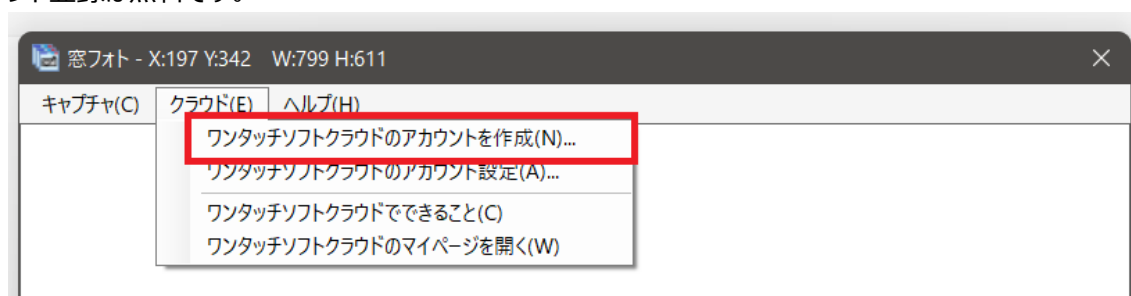 窓フォト - X:197 Y:342 W:799 H:611
キャプチャ(C) クラウド(E) ヘルプ(H)
ワンタッチソフトクラウドのアカウントを作成(N)...
ワンタッチソフトクラウドのアカウント設定(A)...
ワンタッチソフトクラウドでできること(C)
ワンタッチソフトクラウドのマイページを開く(W)